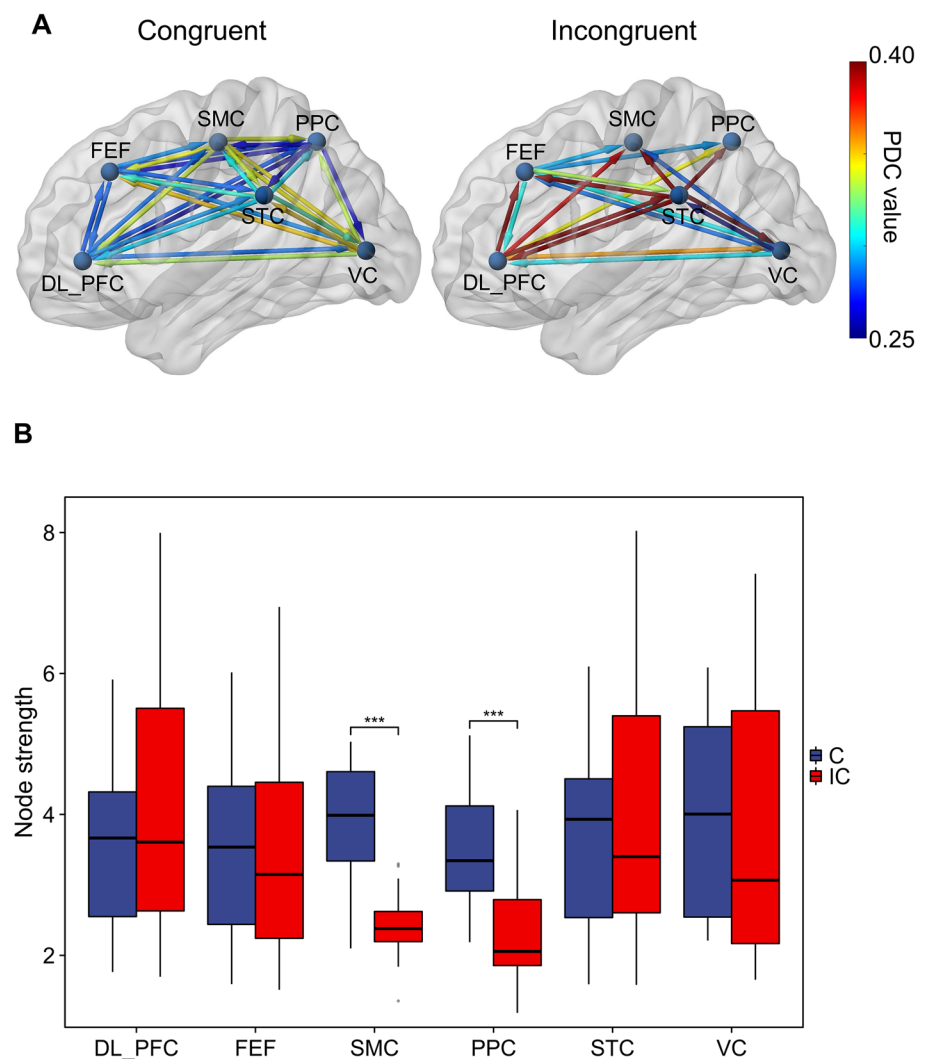 A
Congruent
Incongruent
0.40
SMC
PPC
FEF
STC
DL_PFC
VC
SMC
PPC
FEF
STC
DL_PFC
VC
PDC value
0.25
B
8
6
4
2
Node strength
***
***
C
IC
DL_PFC
FEF
SMC
PPC
STC
VC